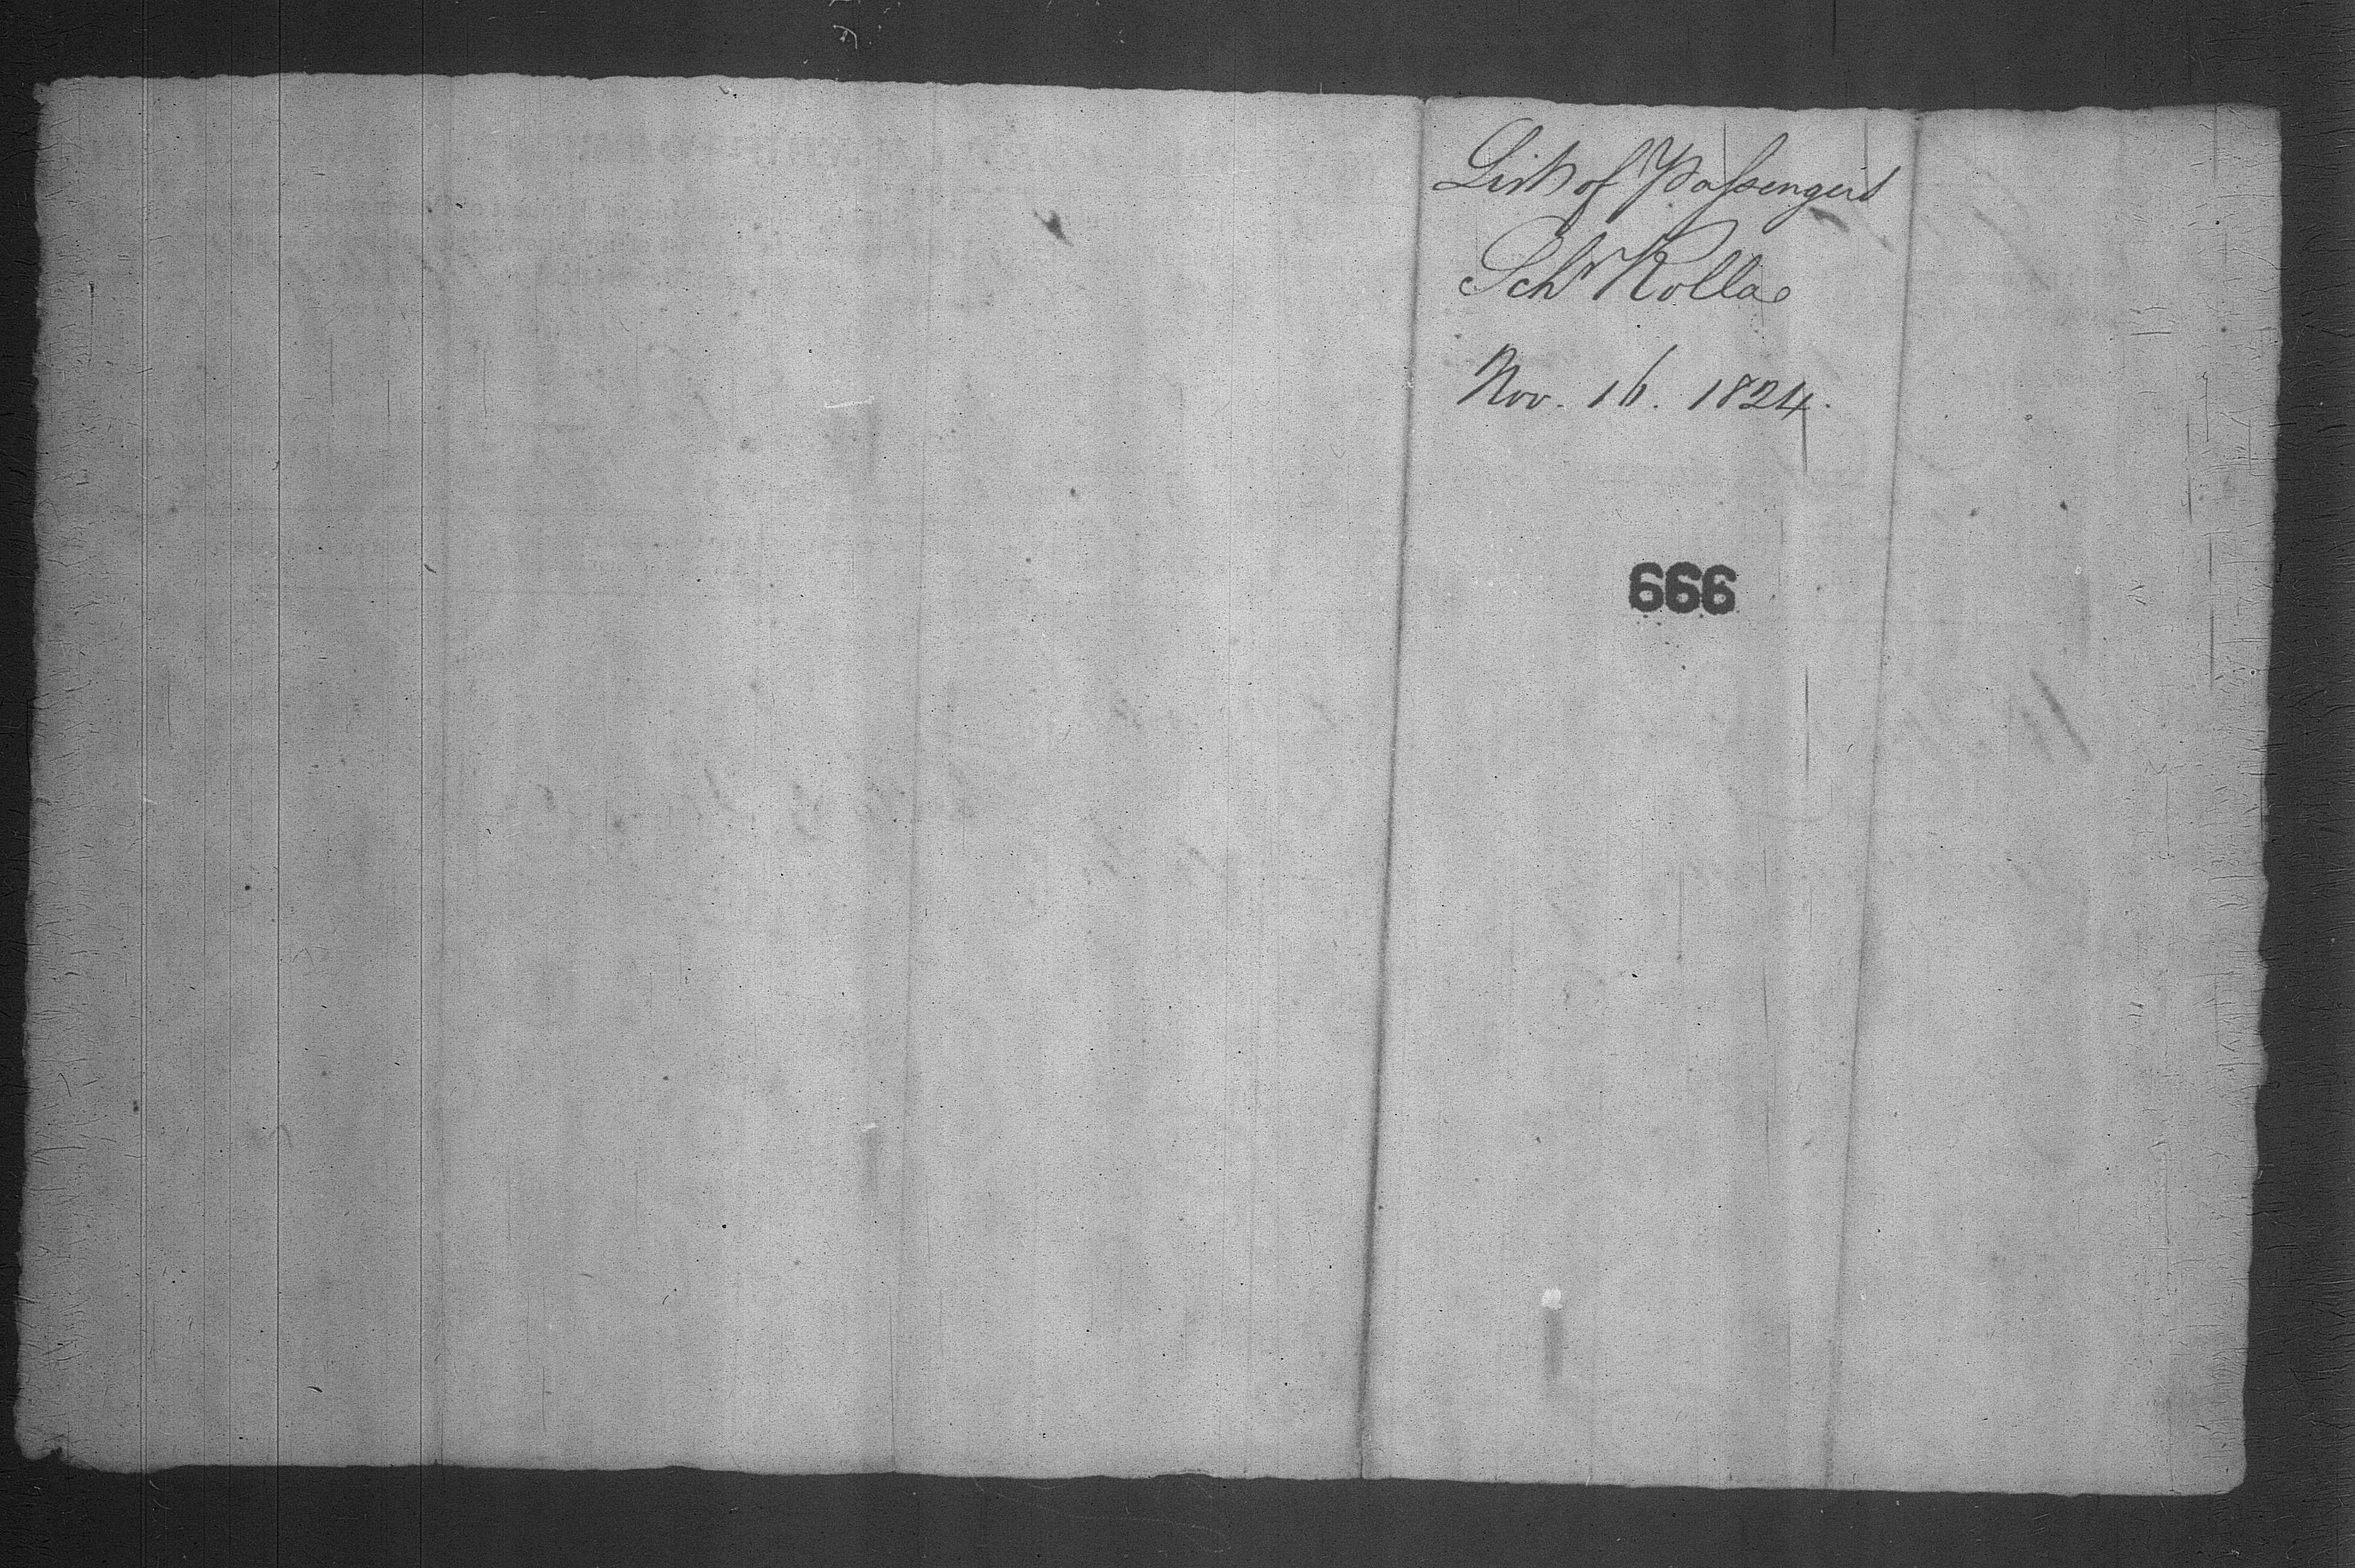 List of Passengers
Schr Rolla
Nov. 16. 1824.
666